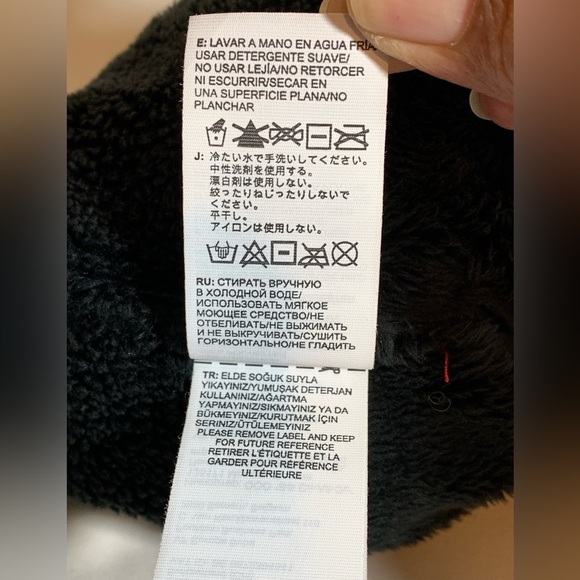 E: LAVAR A MANO EN AGUA FRIA/
USAR DETERGENTE SUAVE/
NO USAR LEJÍA/NO RETORCER
NI ESCURRIR/SECAR EN
UNA SUPERFICIE PLANA/NO
PLANCHAR
J: 冷たい水で手洗いしてください。
中性洗剤を使用する。
漂白剤は使用しない。
絞ったりねじったりしないで
ください。
平干し。
アイロンは使用しない。
RU: СТИРАТЬ ВРУЧНУЮ
В ХОЛОДНОЙ ВОДЕ/
ИСПОЛЬЗОВАТЬ МЯГКОЕ
МОЮЩЕЕ СРЕДСТВО/НЕ
ОТБЕЛИВАТЬ/НЕ ВЫЖИМАТЬ
И НЕ ВЫКРУЧИВАТЬ/СУШИТЬ
ГОРИЗОНТАЛЬНО/НЕ ГЛАДИТЬ
TR: ELDE SOĞUK SUYLA
YIKAYINIZ/YUMUŞAK DETERJAN
KULLANINIZ/AĞARTMA
YAPMAYINIZ/SIKMAYINIZ YA DA
BÜKMEYINIZ/KURUTMAK IÇIN
SERINIZ/ÜTÜLEMEYINIZ
PLEASE REMOVE LABEL AND KEEP
FOR FUTURE REFERENCE
RETIRER L'ÉTIQUETTE ET LA
GARDER POUR RÉFÉRENCE
ULTÉRIEURE